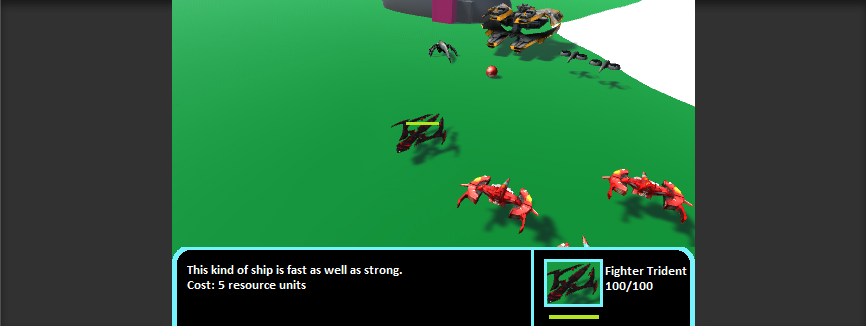 This kind of ship is fast as well as strong.
Cost: 5 resource units
Fighter Trident
100/100